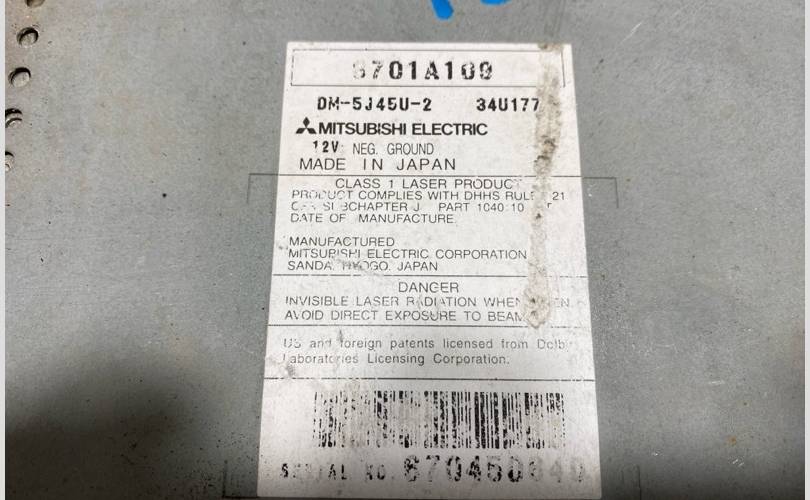 8701A109
DM-5J45U-2 34U177
MITSUBISHI ELECTRIC
12V NEG. GROUND
MADE IN JAPAN
CLASS 1 LASER PRODUCT
PRODUCT COMPLIES WITH DHHS RULES 21
SUBCHAPTER J PART 1040.10
DATE OF MANUFACTURE.
MANUFACTURED
MITSUBISHI ELECTRIC CORPORATION
SANDA, HYOGO, JAPAN
DANGER
INVISIBLE LASER RADIATION WHEN OPEN
AVOID DIRECT EXPOSURE TO BEAM
US and foreign patents licensed from Dolby
Laboratories Licensing Corporation.
SERIAL NO.